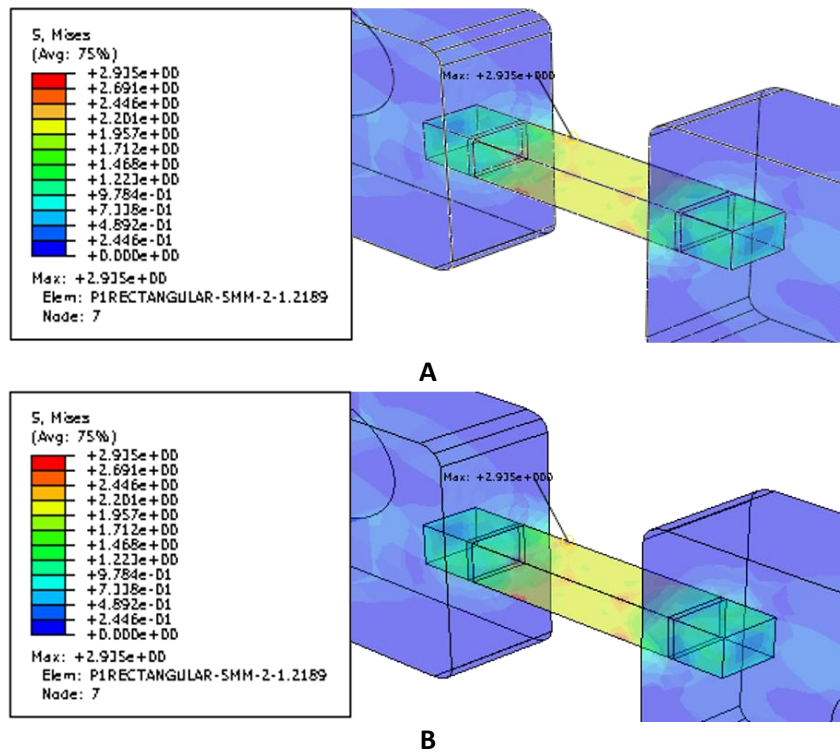 S, Mises
(Avg: 75%)
+2.935e+00
+2.691e+00
+2.446e+00
+2.201e+00
+1.957e+00
+1.712e+00
+1.468e+00
+1.223e+00
+9.784e-01
+7.338e-01
+4.892e-01
+2.446e-01
+0.000e+00
Max: +2.935e+00
Elem: P1RECTANGULAR-5MM-2-1.2189
Node: 7
Max: +2.935e+000
A
S, Mises
(Avg: 75%)
+2.935e+00
+2.691e+00
+2.446e+00
+2.201e+00
+1.957e+00
+1.712e+00
+1.468e+00
+1.223e+00
+9.784e-01
+7.338e-01
+4.892e-01
+2.446e-01
+0.000e+00
Max: +2.935e+00
Elem: P1RECTANGULAR-5MM-2-1.2189
Node: 7
Max: +2.935e+000
B